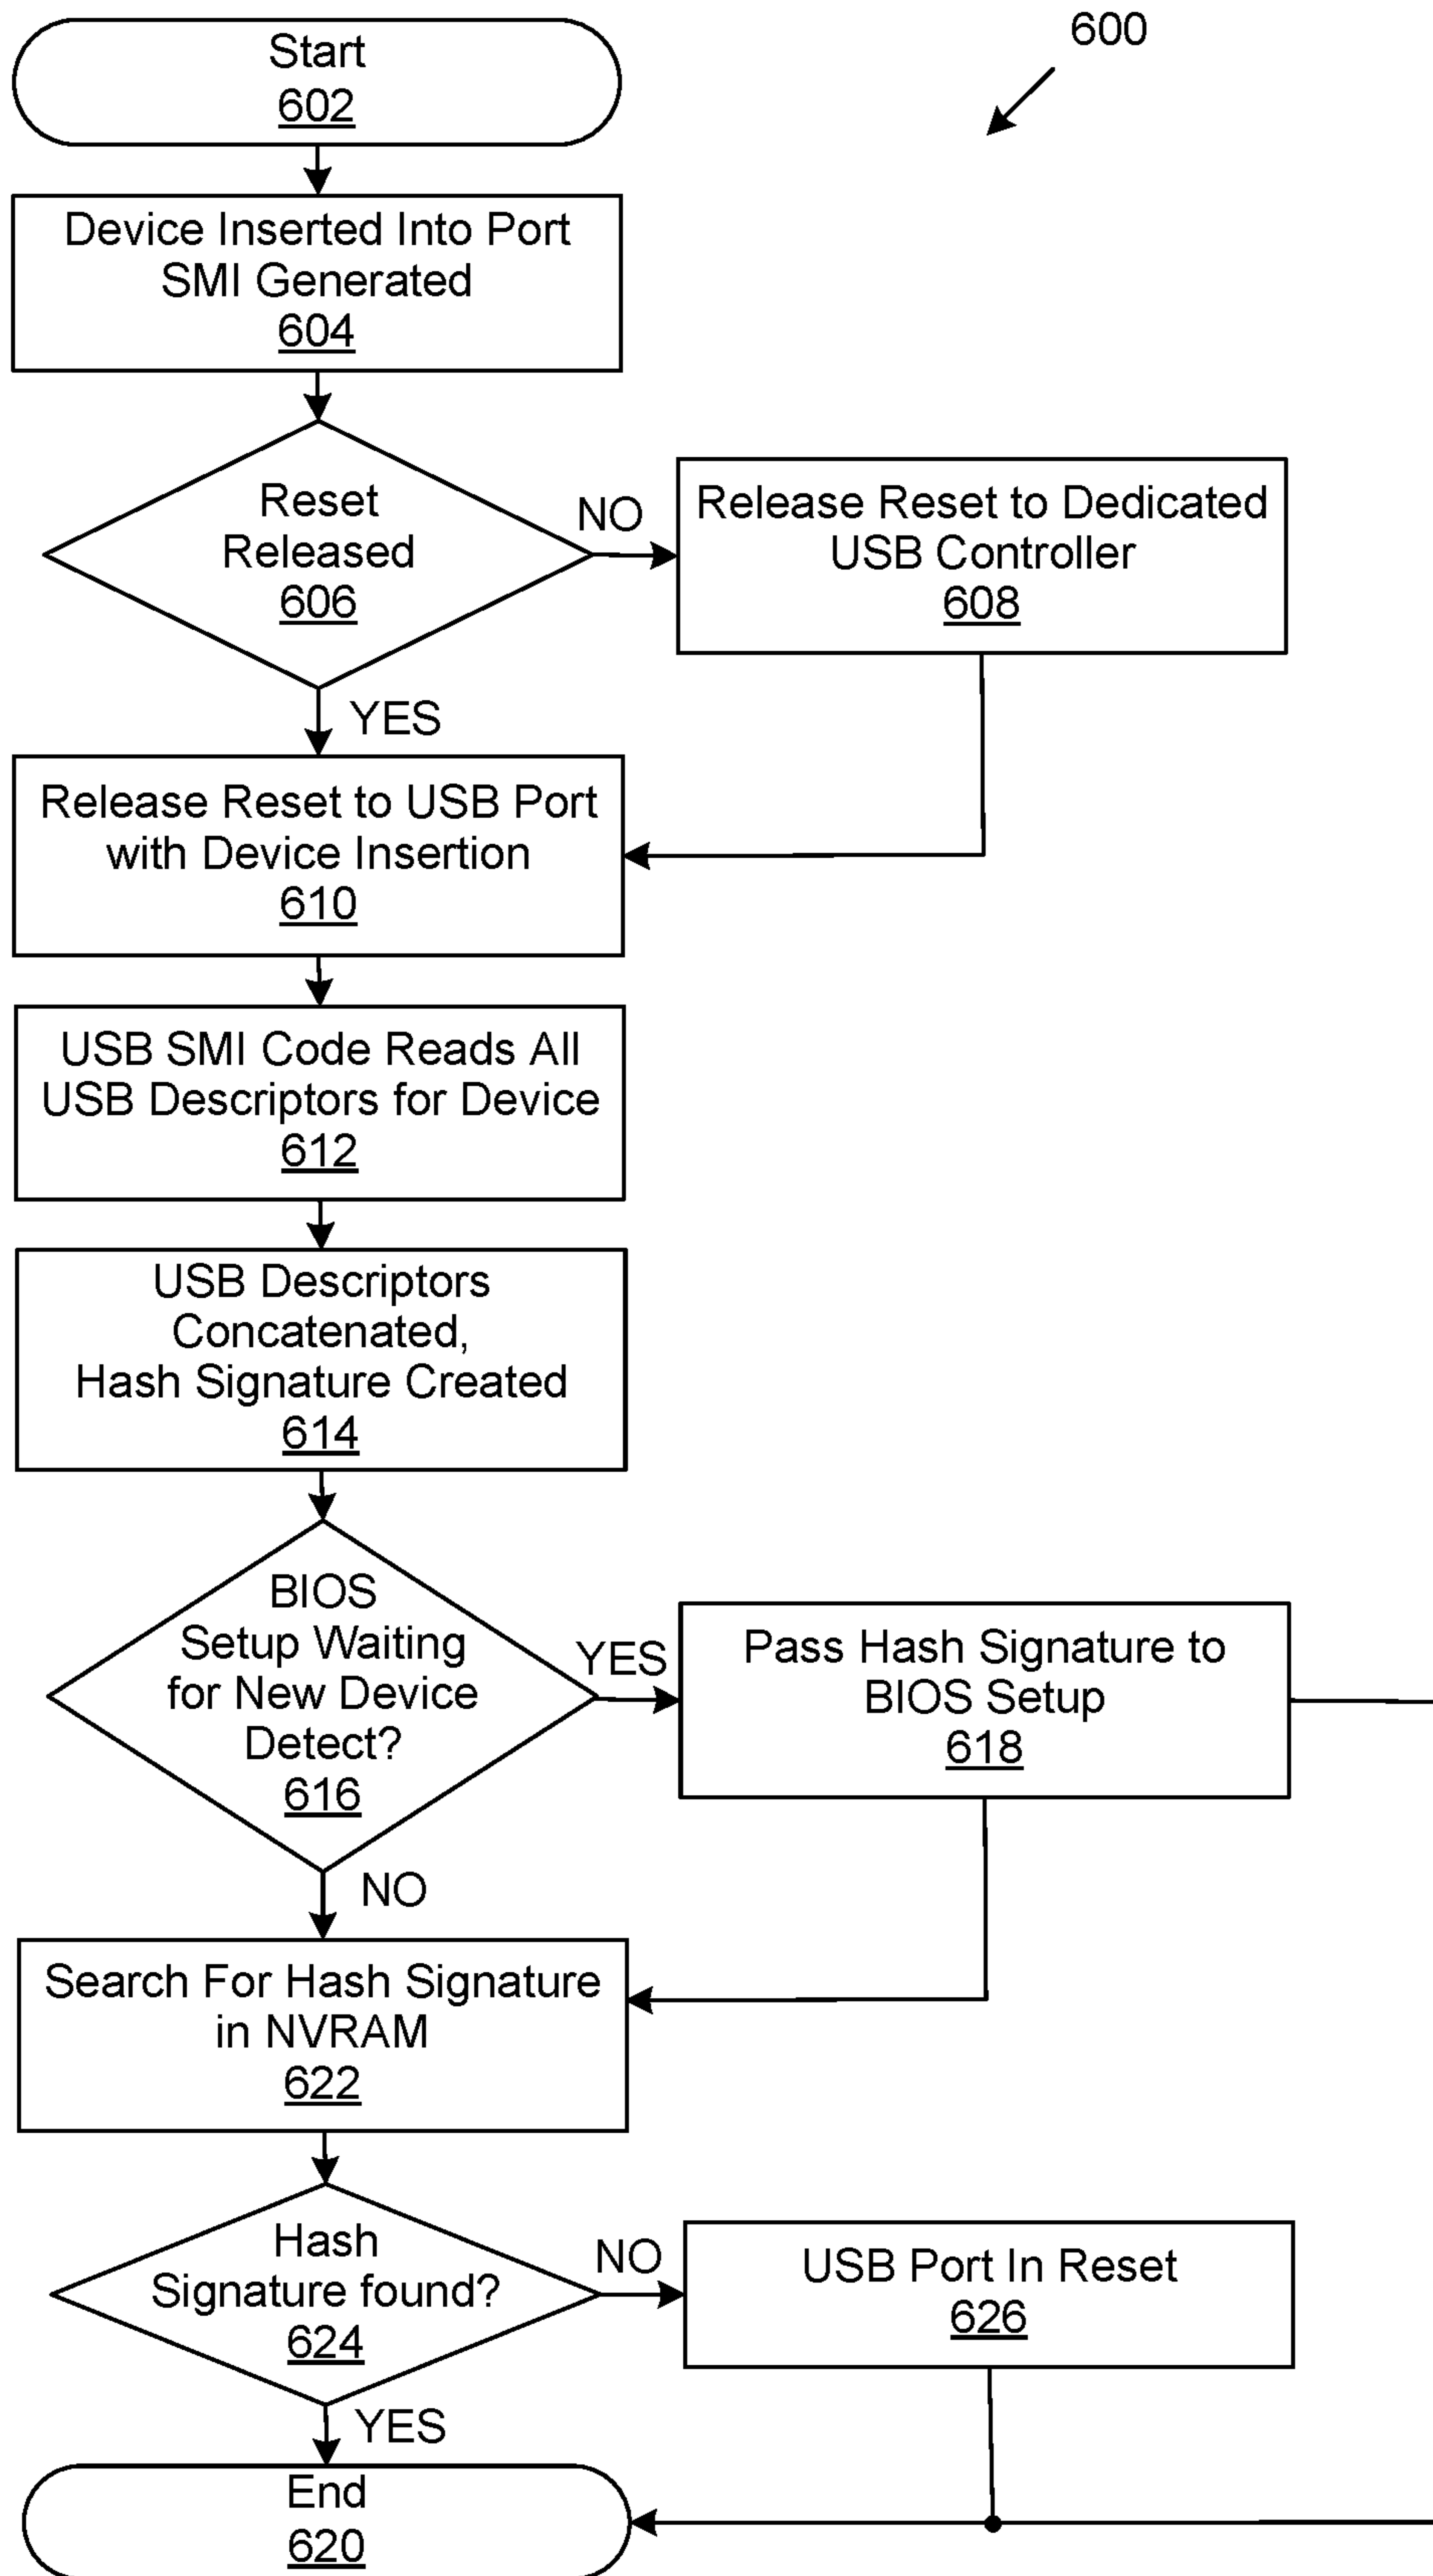 600
Start
602
Device Inserted Into Port
SMI Generated
604
Reset
Released
606
NO
Release Reset to Dedicated
USB Controller
608
YES
Release Reset to USB Port
with Device Insertion
610
USB SMI Code Reads All
USB Descriptors for Device
612
USB Descriptors
Concatenated,
Hash Signature Created
614
BIOS
Setup Waiting
for New Device
Detect?
616
YES
Pass Hash Signature to
BIOS Setup
618
NO
Search For Hash Signature
in NVRAM
622
Hash
Signature found?
624
NO
USB Port In Reset
626
YES
End
620